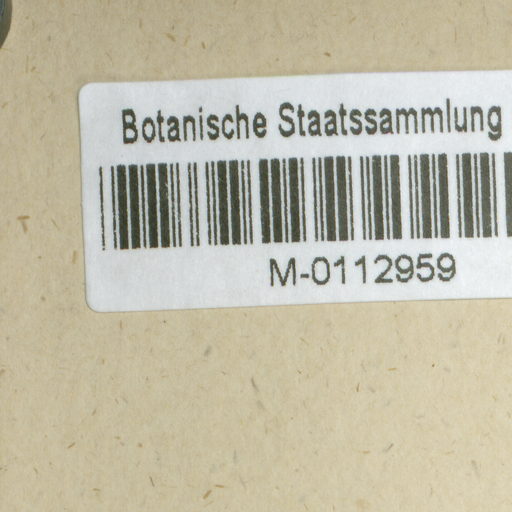 Botanische Staatssammlung
M-0112959